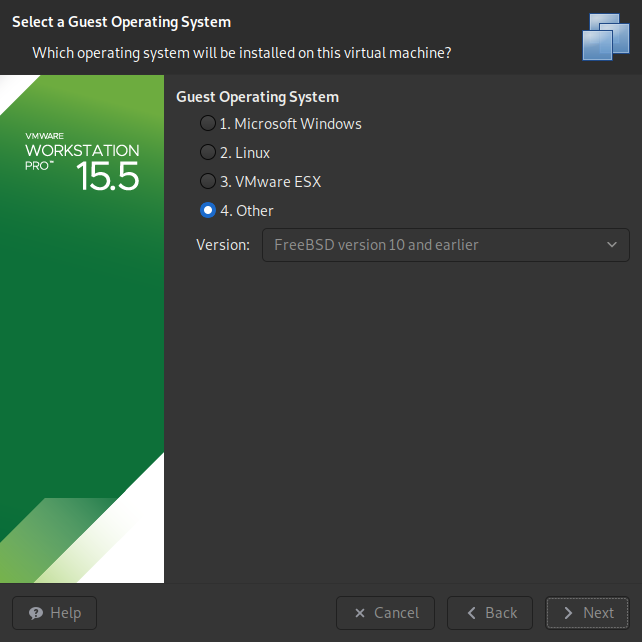 Select a Guest Operating System
Which operating system will be installed on this virtual machine?
VMWARE
WORKSTATION
PRO™ 15.5
Guest Operating System
1. Microsoft Windows
2. Linux
3. VMware ESX
4. Other
Version: FreeBSD version 10 and earlier
Help Cancel Back Next